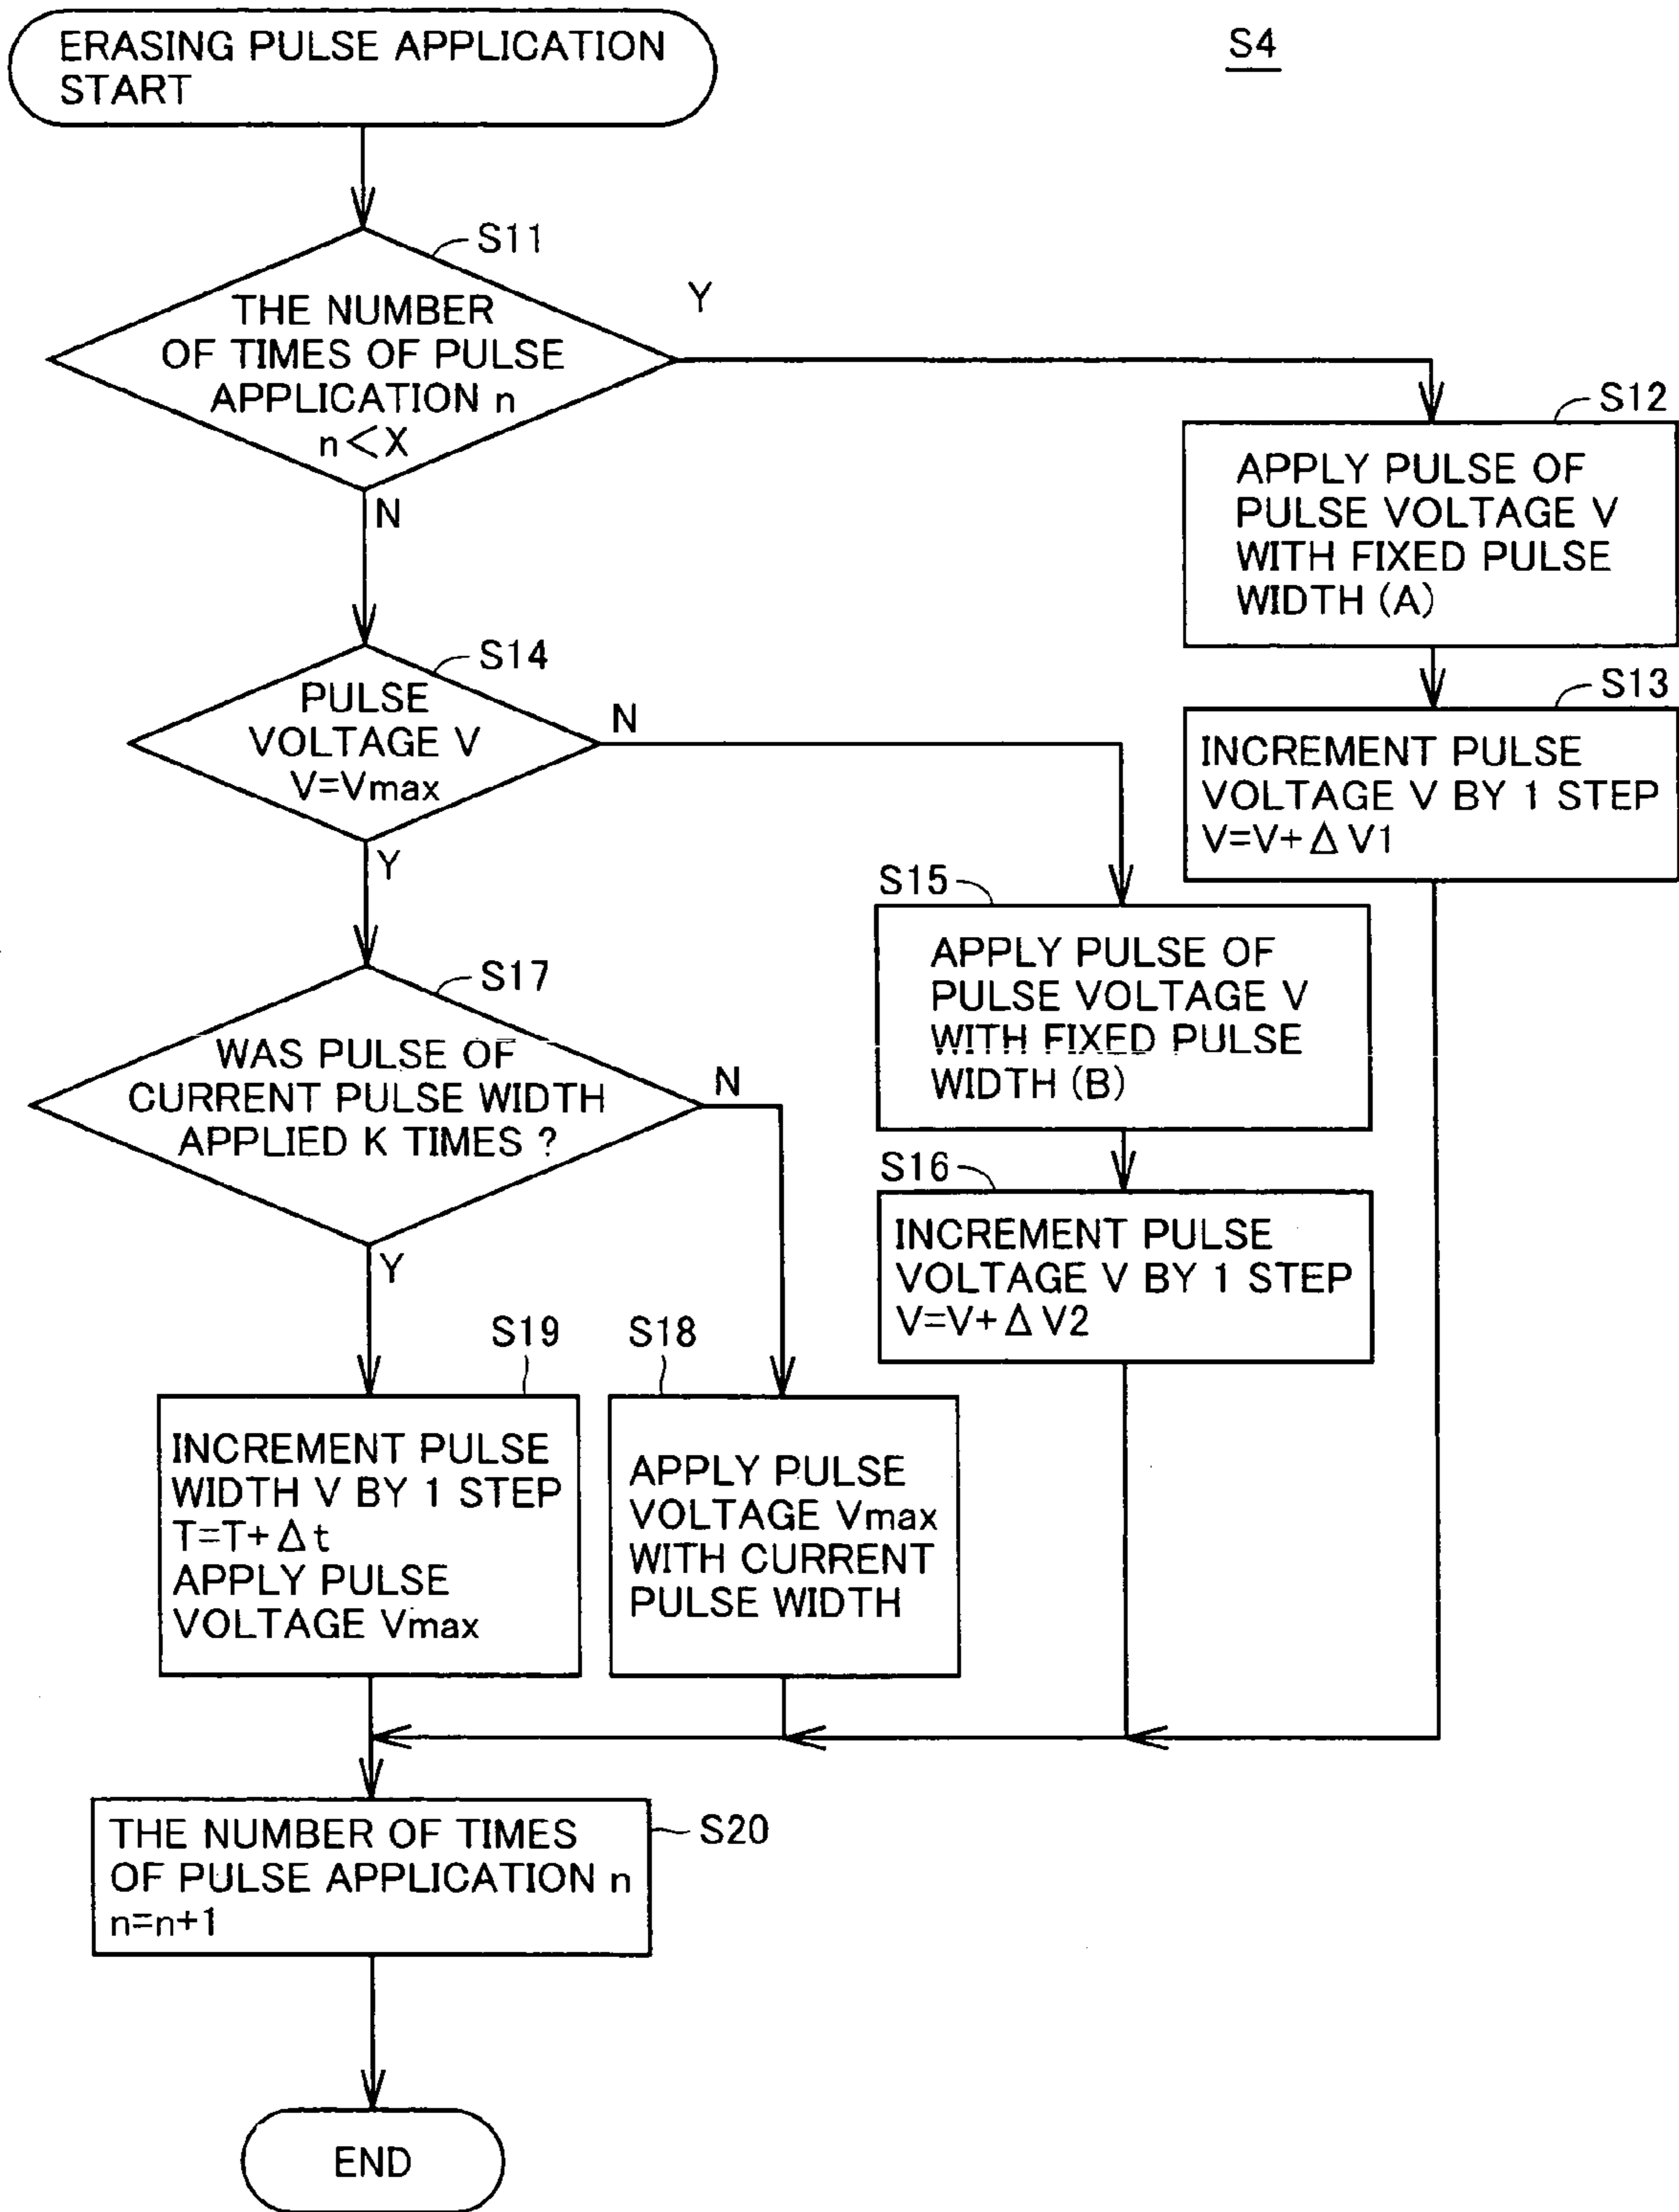 ERASING PULSE APPLICATION
START
S4
S11
THE NUMBER
OF TIMES OF PULSE
APPLICATION n
n<X
Y
N
S12
APPLY PULSE OF
PULSE VOLTAGE V
WITH FIXED PULSE
WIDTH (A)
S13
INCREMENT PULSE
VOLTAGE V BY 1 STEP
V=V+ΔV1
S14
PULSE
VOLTAGE V
V=Vmax
N
Y
S15
APPLY PULSE OF
PULSE VOLTAGE V
WITH FIXED PULSE
WIDTH (B)
S16
INCREMENT PULSE
VOLTAGE V BY 1 STEP
V=V+ΔV2
S17
WAS PULSE OF
CURRENT PULSE WIDTH
APPLIED K TIMES ?
N
Y
S19
INCREMENT PULSE
WIDTH V BY 1 STEP
T=T+Δt
APPLY PULSE
VOLTAGE Vmax
S18
APPLY PULSE
VOLTAGE Vmax
WITH CURRENT
PULSE WIDTH
S20
THE NUMBER OF TIMES
OF PULSE APPLICATION n
n=n+1
END